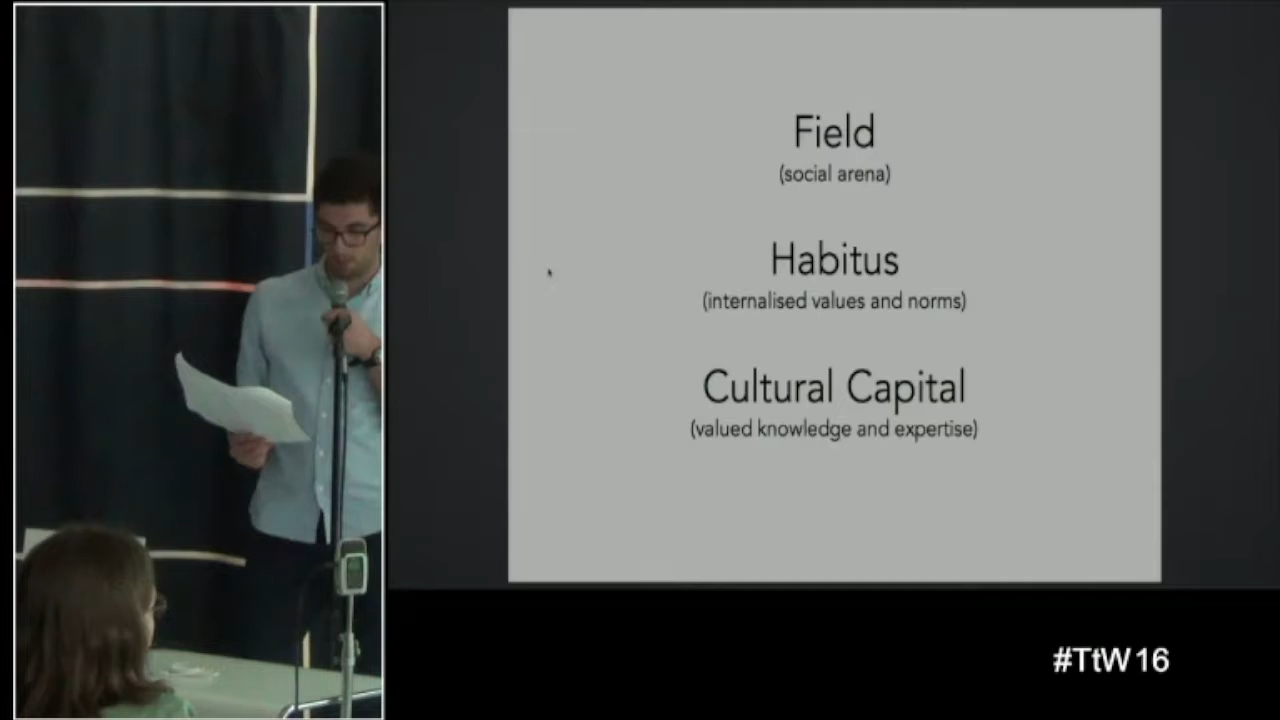 Field
(social arena)
Habitus
(internalised values and norms)
Cultural Capital
(valued knowledge and expertise)
#TtW16